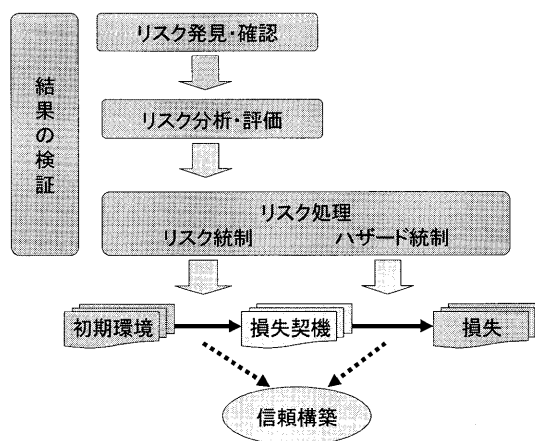 結果の検証
リスク発見・確認
リスク分析・評価
リスク処理
リスク統制 ハザード統制
初期環境 損失契機 損失
信頼構築